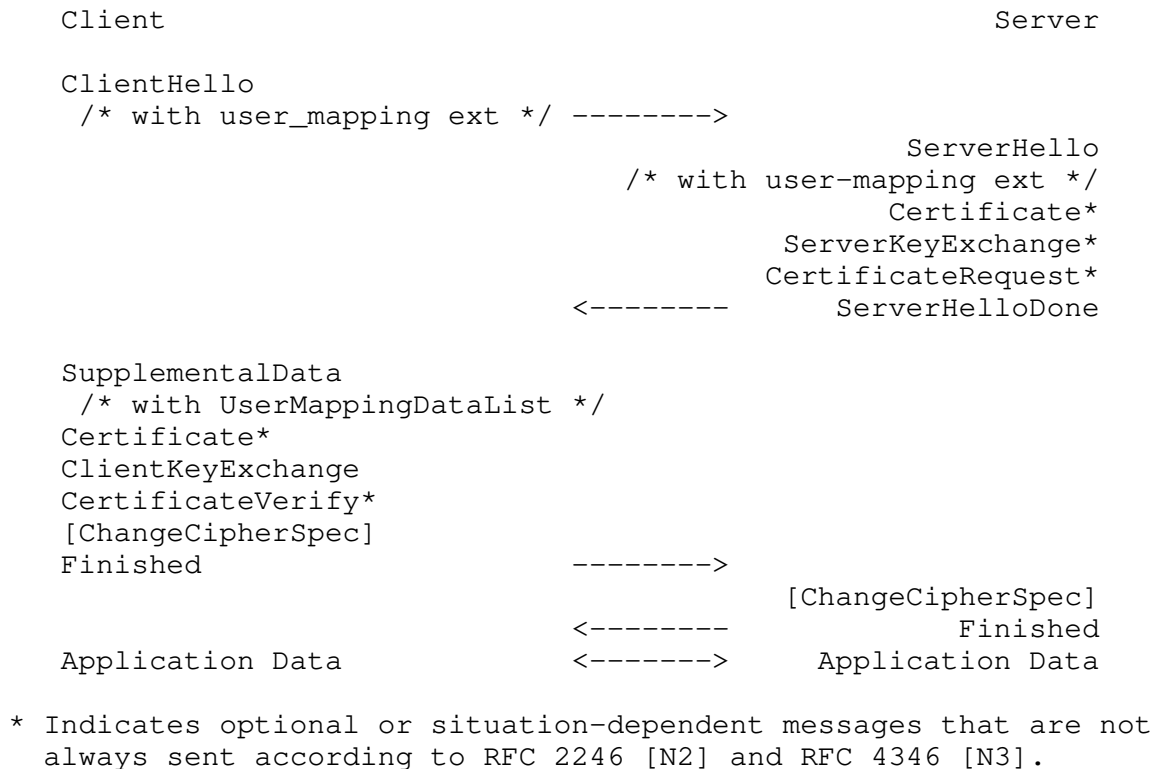 Client                                               Server

ClientHello
 /* with user_mapping ext */ -------->
                                              ServerHello
                               /* with user-mapping ext */
                                             Certificate*
                                       ServerKeyExchange*
                                      CertificateRequest*
                            <--------     ServerHelloDone

SupplementalData
 /* with UserMappingDataList */
Certificate*
ClientKeyExchange
CertificateVerify*
[ChangeCipherSpec]
Finished                    -------->
                                       [ChangeCipherSpec]
                            <--------            Finished
Application Data            <------->    Application Data

* Indicates optional or situation-dependent messages that are not
  always sent according to RFC 2246 [N2] and RFC 4346 [N3].